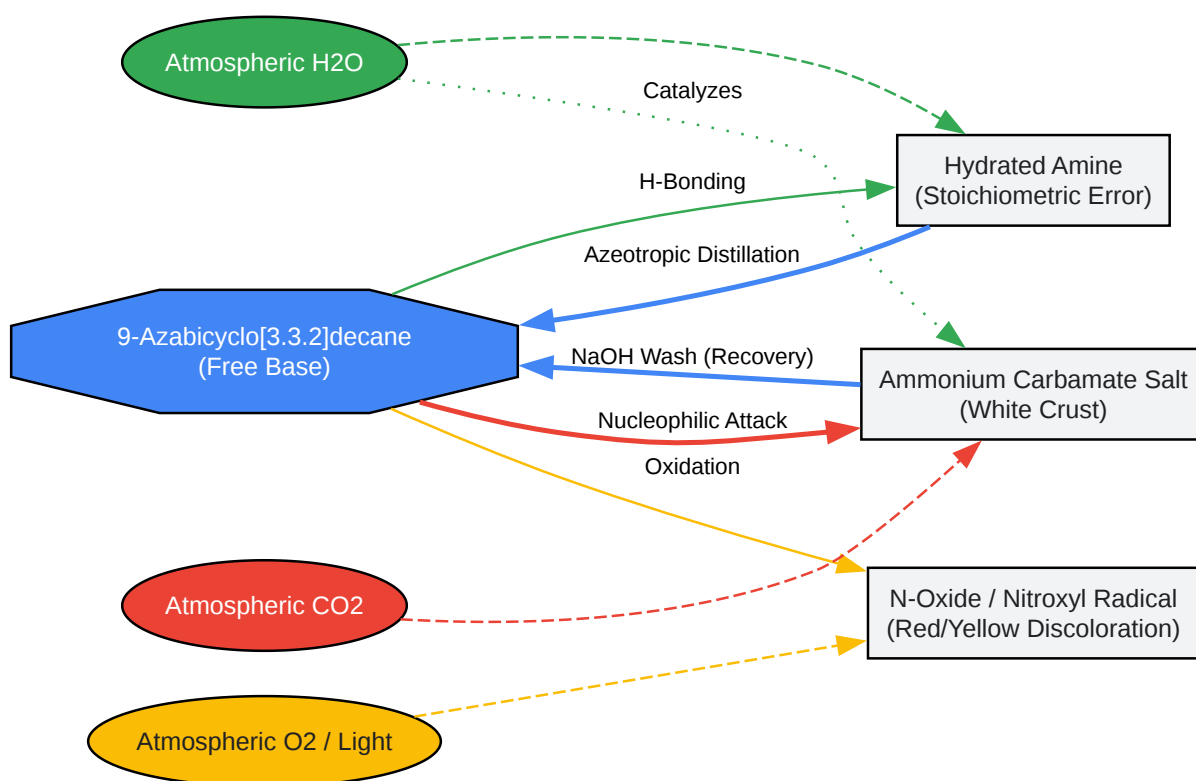 Atmospheric H2O
Catalyzes
Hydrated Amine
(Stoichiometric Error)
H-Bonding
Azeotropic Distillation
9-Azabicyclo[3.3.2]decane
(Free Base)
NaOH Wash (Recovery)
Ammonium Carbamate Salt
(White Crust)
Nucleophilic Attack
Oxidation
Atmospheric CO2
N-Oxide / Nitroxyl Radical
(Red/Yellow Discoloration)
Atmospheric O2 / Light